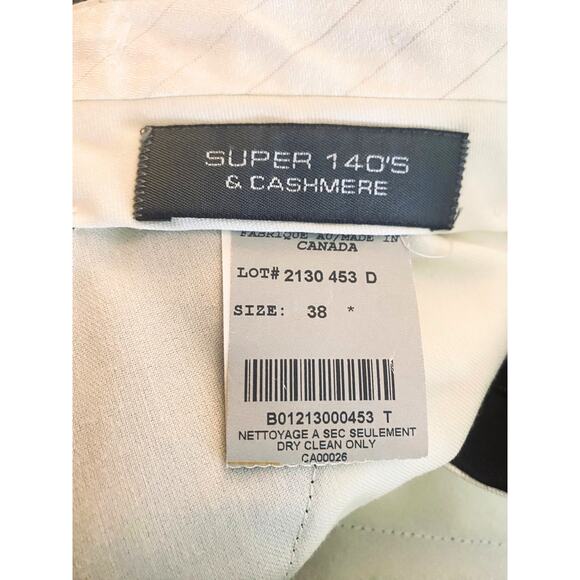 SUPER 140'S
& CASHMERE
FABRIQUE AU/MADE IN
CANADA
LOT# 2130 453 D
SIZE: 38 *
B01213000453 T
NETTOYAGE A SEC SEULEMENT
DRY CLEAN ONLY
CA00026